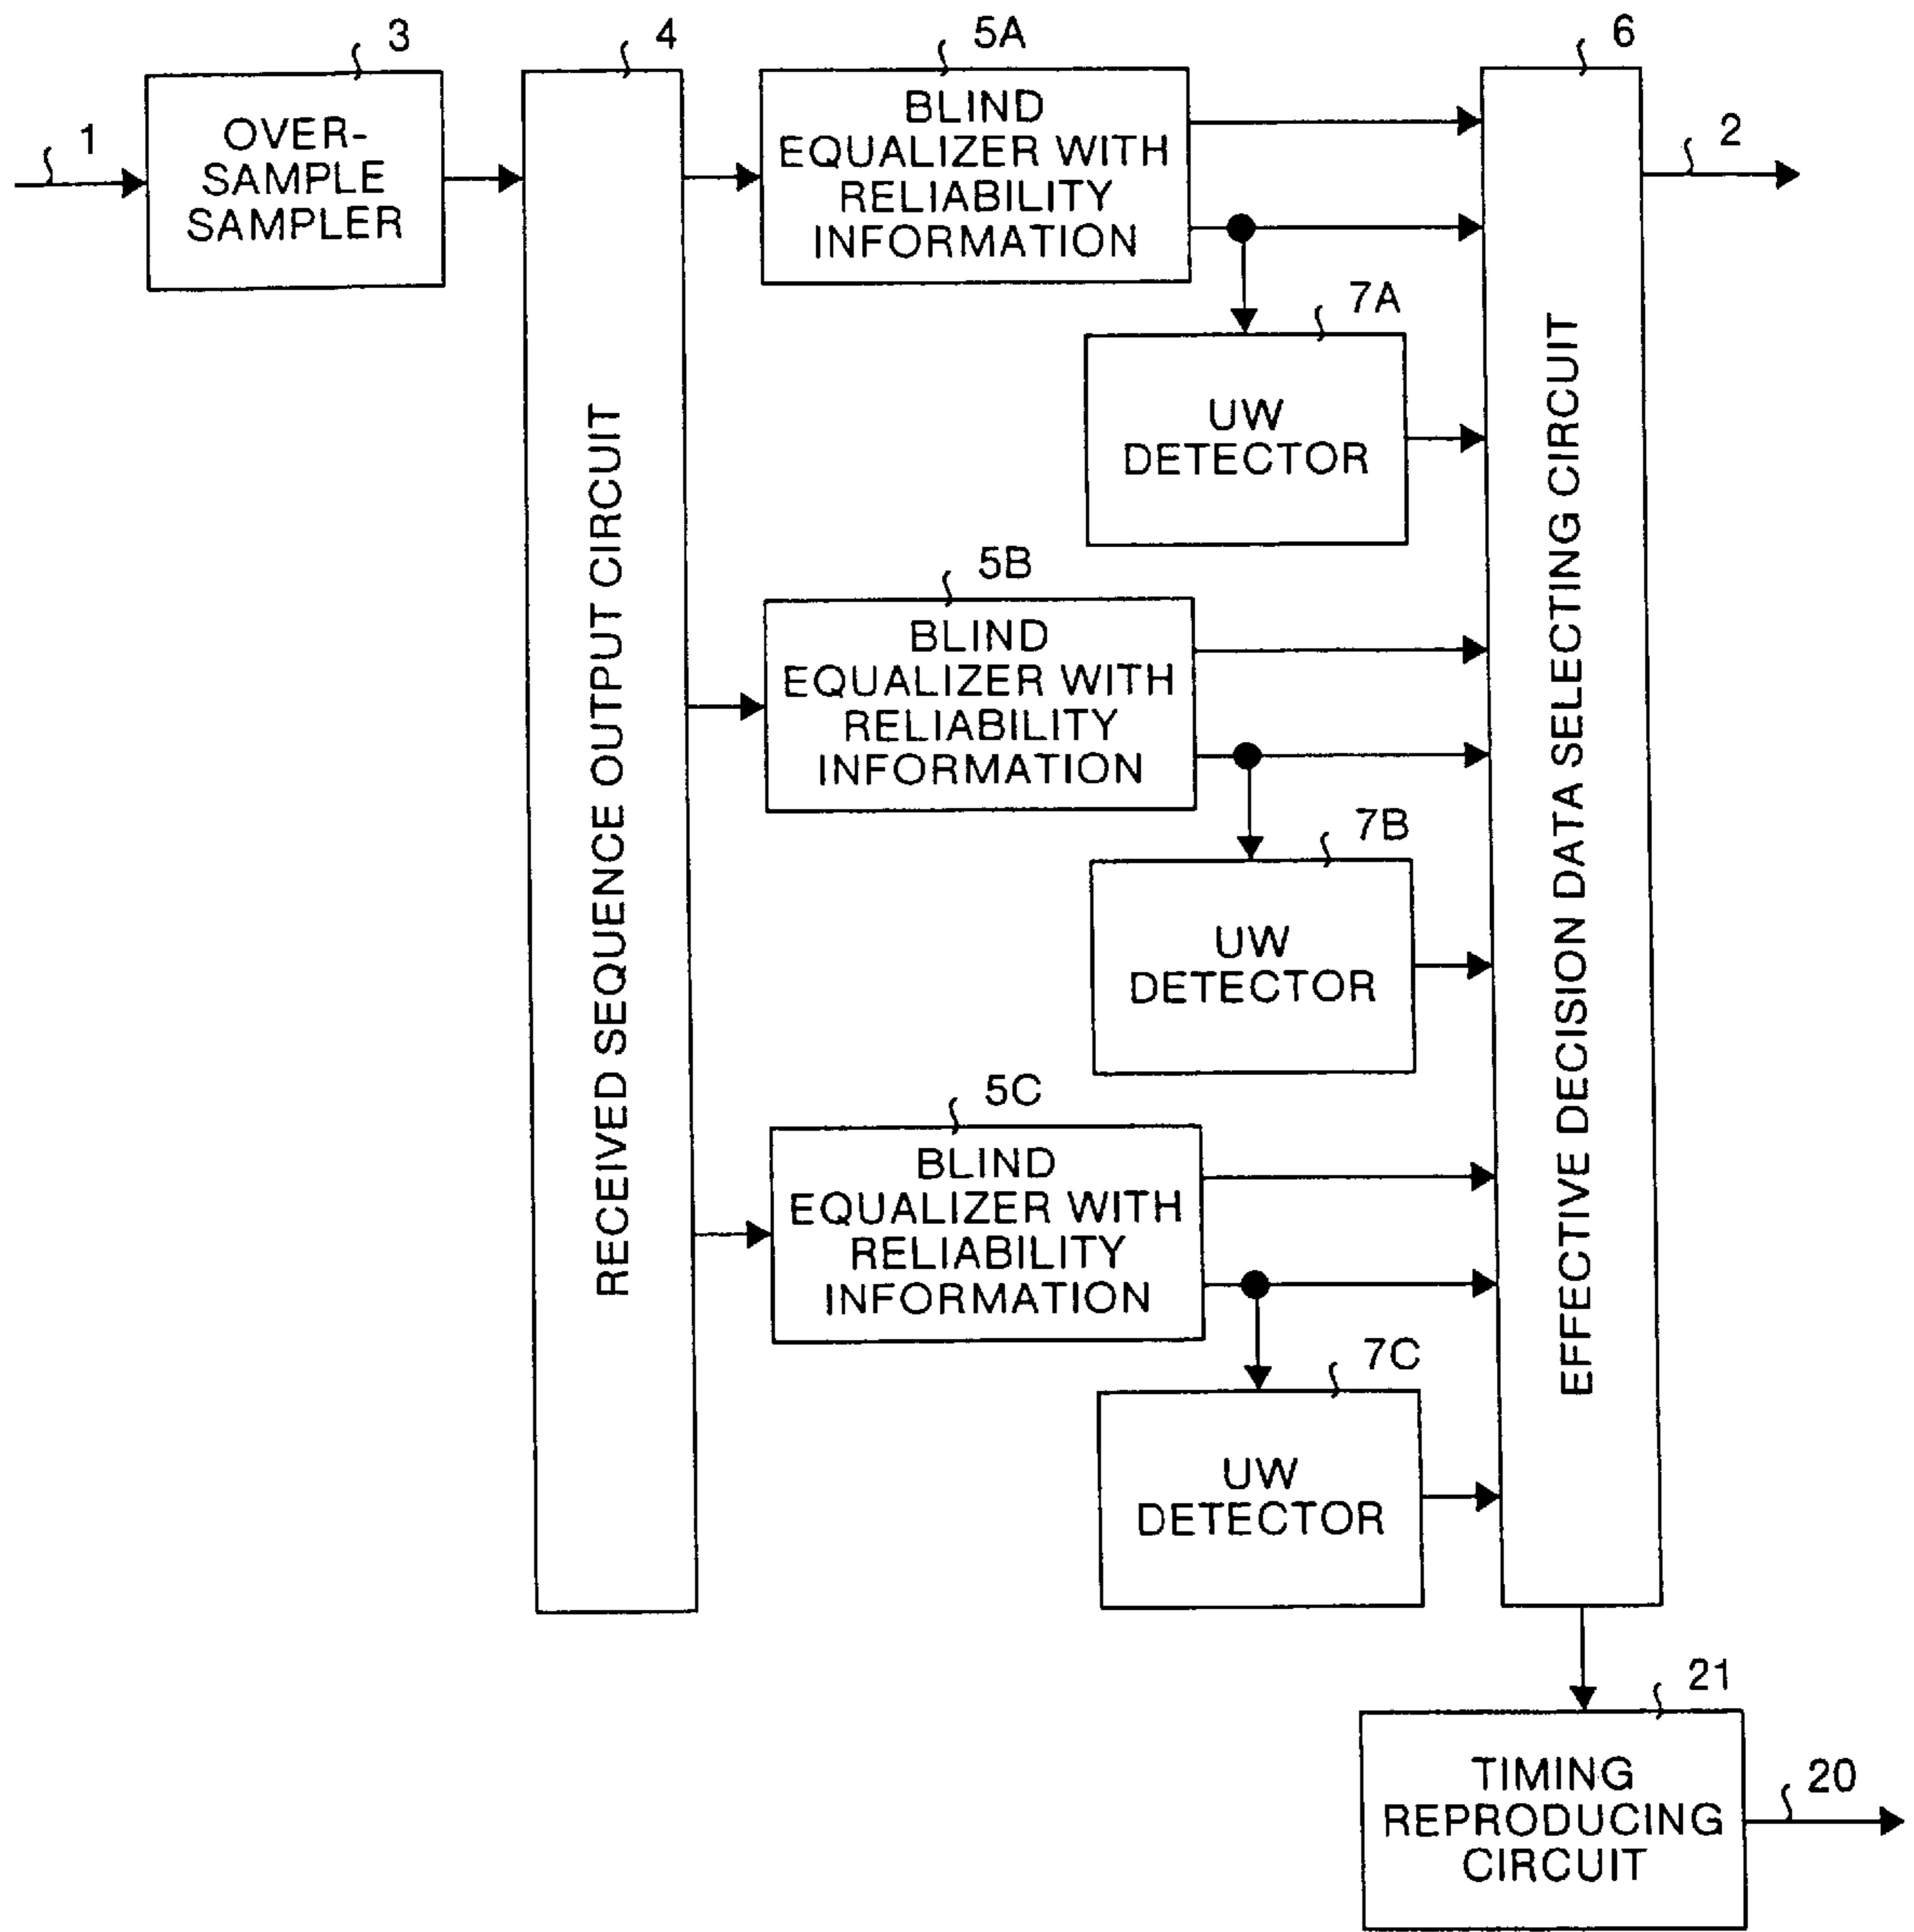 3
4
5A
6
1
OVER-
SAMPLE
SAMPLER
BLIND
EQUALIZER WITH
RELIABILITY
INFORMATION
2
7A
UW
DETECTOR
RECEIVED SEQUENCE OUTPUT CIRCUIT
EFFECTIVE DECISION DATA SELECTING CIRCUIT
5B
BLIND
EQUALIZER WITH
RELIABILITY
INFORMATION
7B
UW
DETECTOR
5C
BLIND
EQUALIZER WITH
RELIABILITY
INFORMATION
7C
UW
DETECTOR
21
TIMING
REPRODUCING
CIRCUIT
20